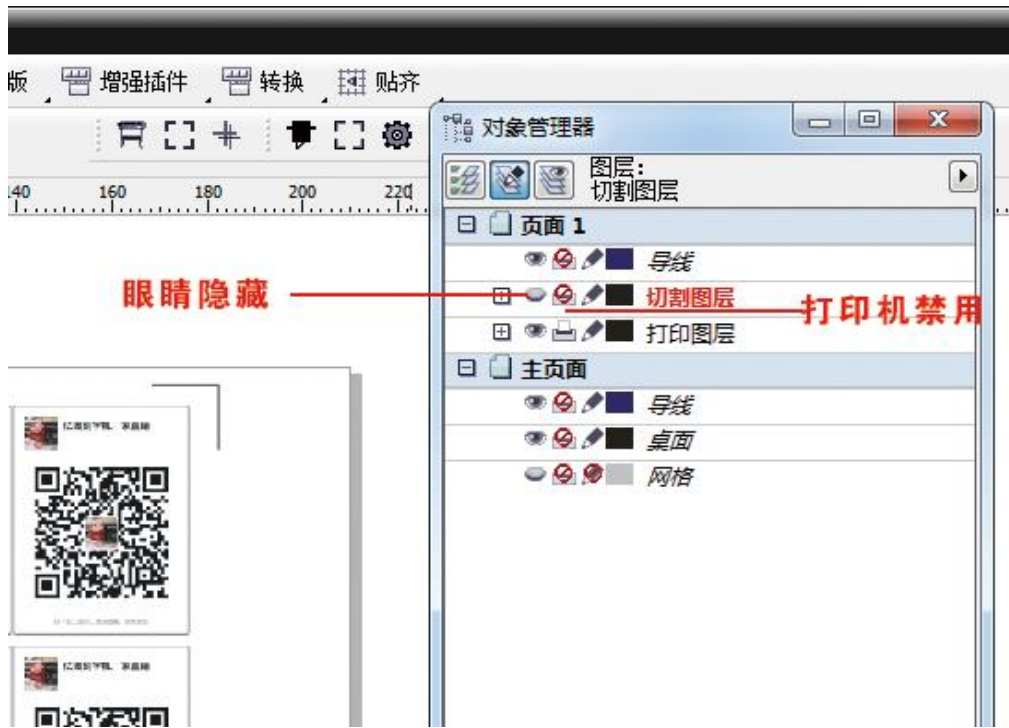 版 增强插件 转换 贴齐
对象管理器
图层:
切割图层
40 160 180 200 220
页面 1
导线
眼睛隐藏
切割图层
打印机禁用
打印图层
主页面
导线
桌面
网格